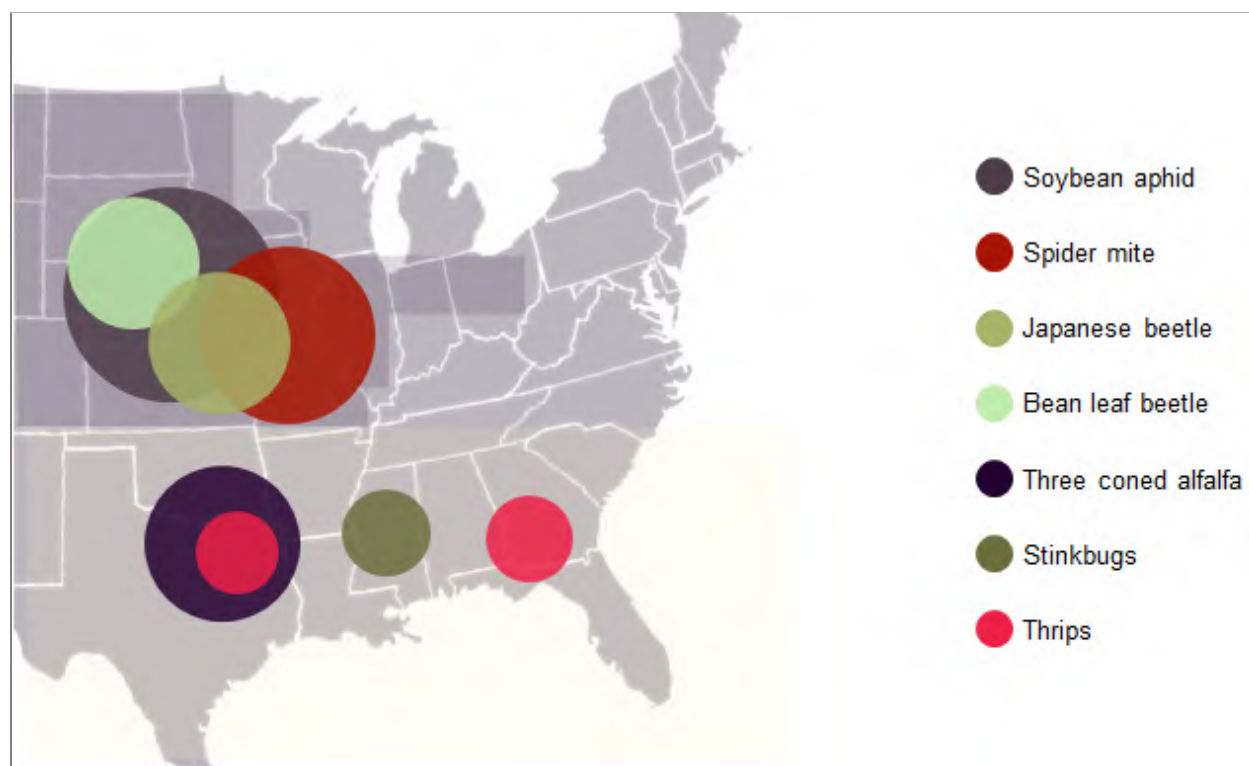 Soybean aphid
Spider mite
Japanese beetle
Bean leaf beetle
Three coned alfalfa
Stinkbugs
Thrips